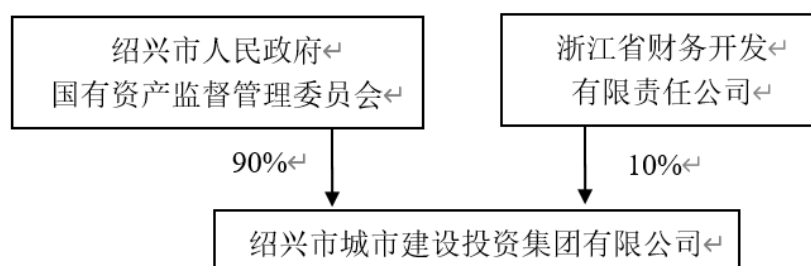 绍兴市人民政府↵
国有资产监督管理委员会↵
浙江省财务开发↵
有限责任公司↵
90%↵
10%↵
绍兴市城市建设投资集团有限公司↵